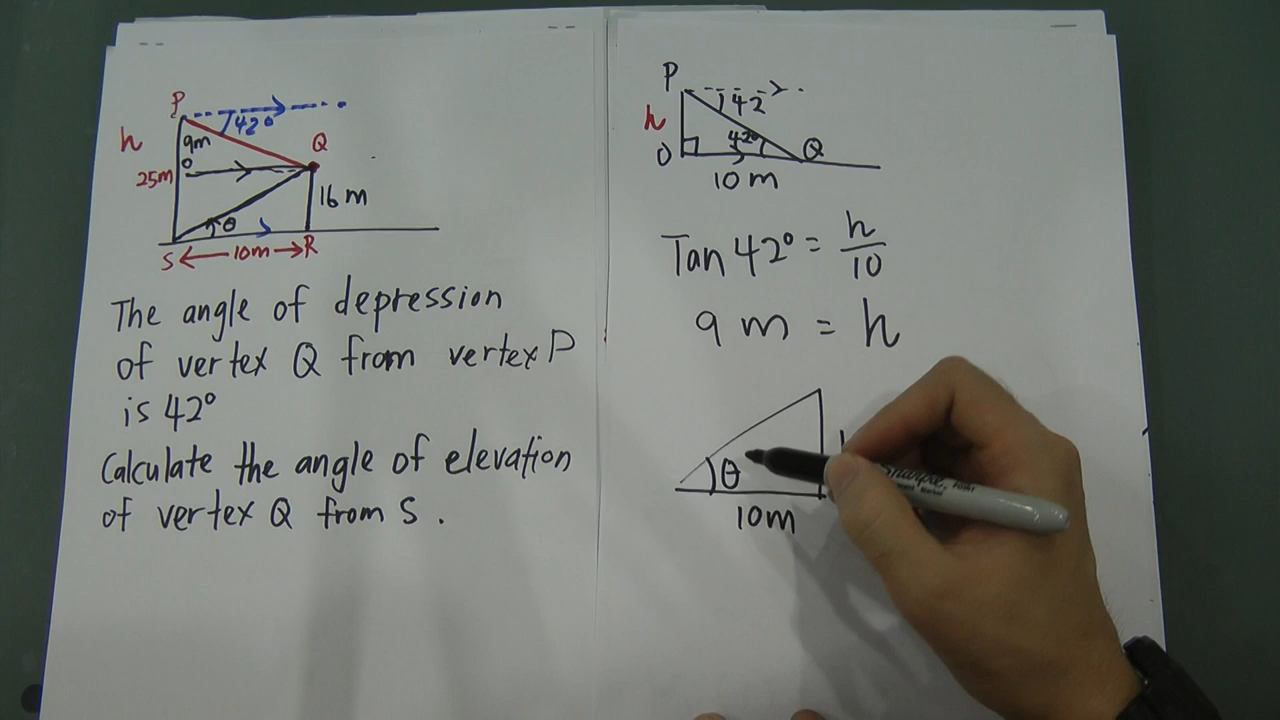 P
42°
h
9m
O
Q
25m
16 m
θ
S 10m R
The angle of depression
of vertex Q from vertex P
is 42°
Calculate the angle of elevation
of vertex Q from S.
P
42
h
42°
O
Q
10 m
Tan 42° = h/10
9 m = h
θ
10m
Sharpie